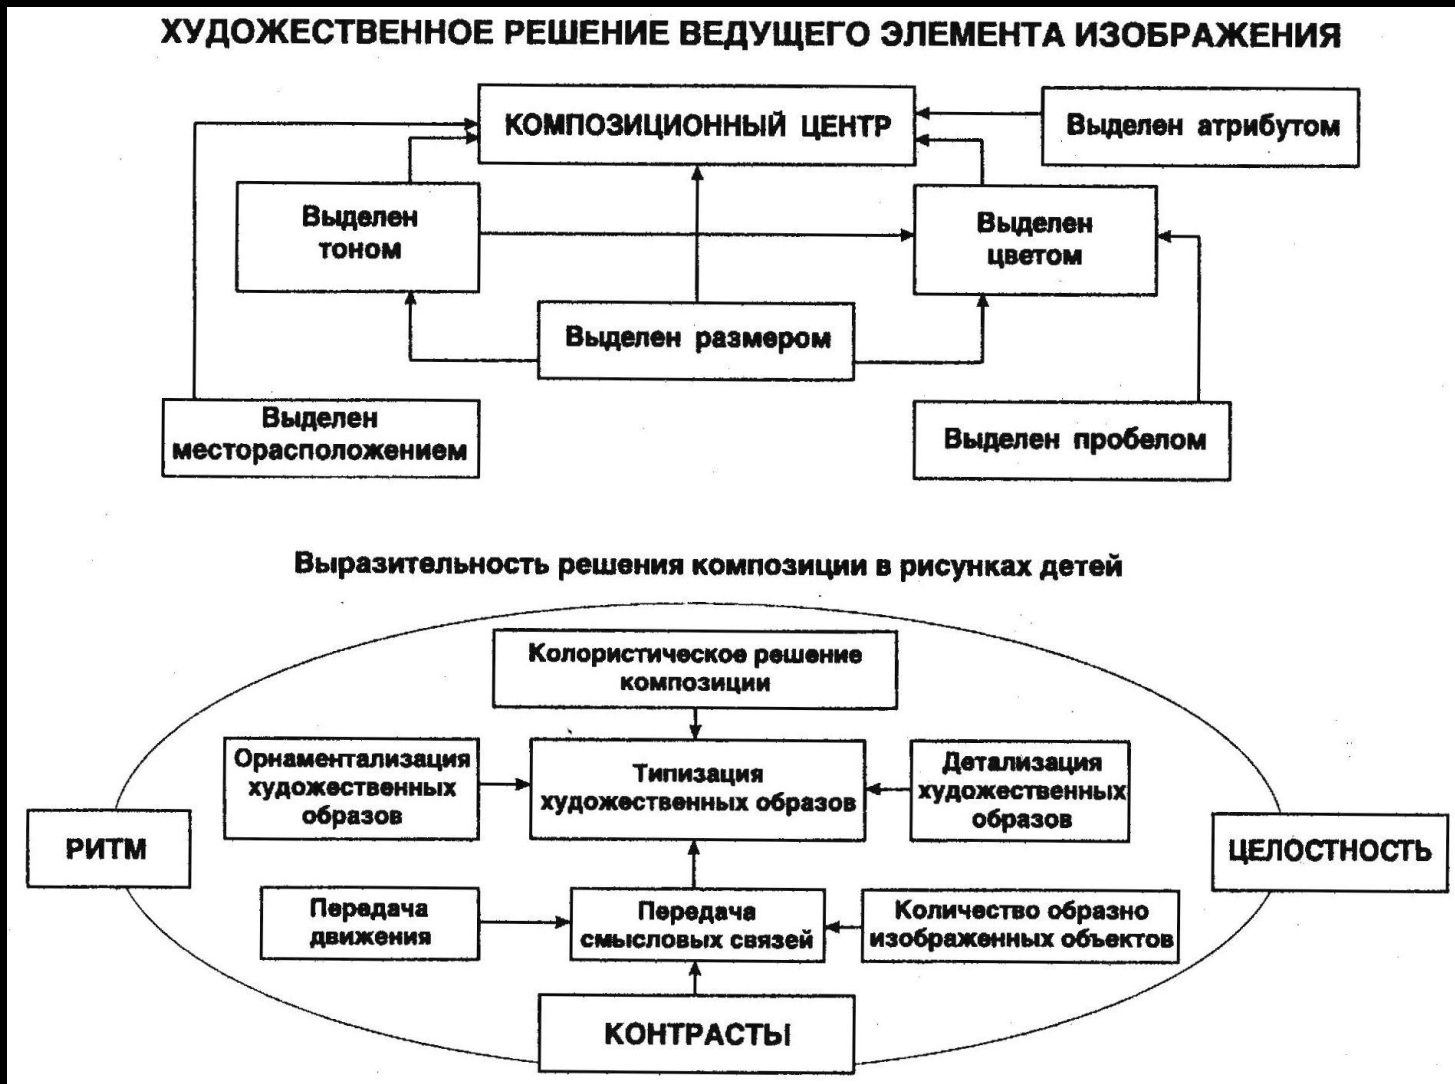 ХУДОЖЕСТВЕННОЕ РЕШЕНИЕ ВЕДУЩЕГО ЭЛЕМЕНТА ИЗОБРАЖЕНИЯ
КОМПОЗИЦИОННЫЙ ЦЕНТР
Выделен атрибутом
Выделен
тоном
Выделен
цветом
Выделен размером
Выделен
месторасположением
Выделен пробелом
Выразительность решения композиции в рисунках детей
Колористическое решение
композиции
Орнаментализация
художественных
образов
Типизация
художественных образов
Детализация
художественных
образов
РИТМ
ЦЕЛОСТНОСТЬ
Передача
движения
Передача
смысловых связей
Количество образно
изображенных объектов
КОНТРАСТЫ